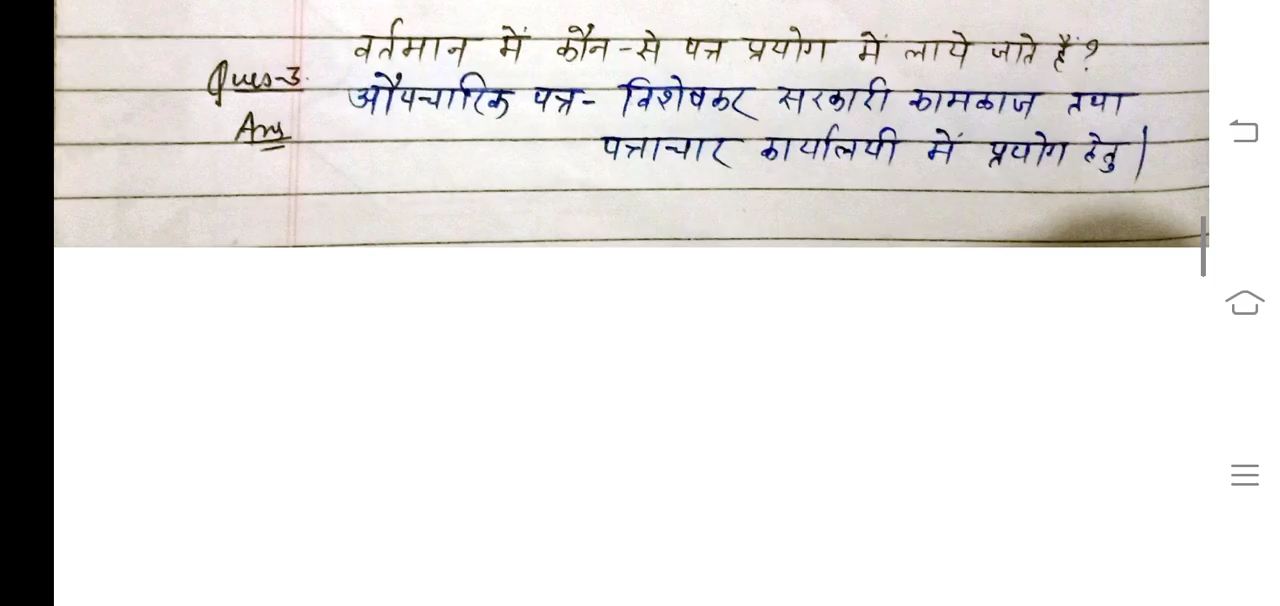 Ques-3. वर्तमान में कौन-से पत्र प्रयोग में लाये जाते हैं?
Ans औपचारिक पत्र- विशेषकर सरकारी कामकाज तथा
पत्राचार कार्यालयी में प्रयोग हेतु|